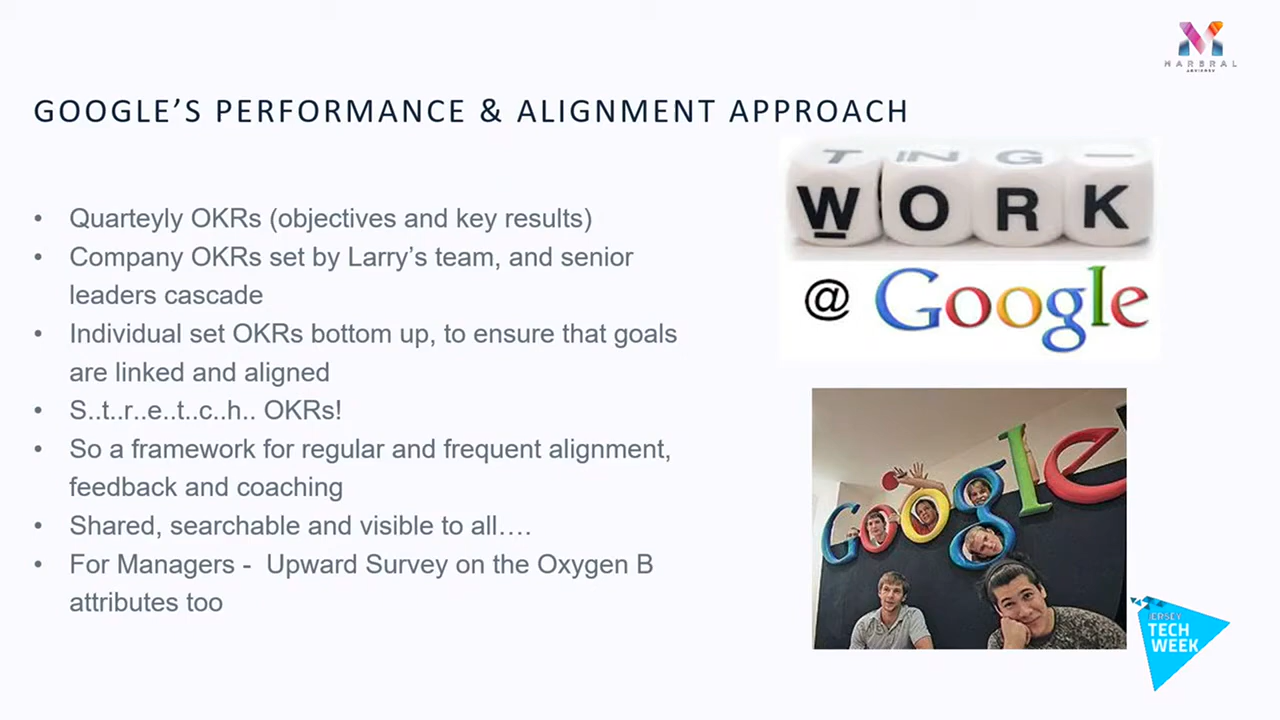 MARBRAL
ADVISORY
GOOGLE’S PERFORMANCE & ALIGNMENT APPROACH
• Quarteyly OKRs (objectives and key results)
• Company OKRs set by Larry’s team, and senior
leaders cascade
• Individual set OKRs bottom up, to ensure that goals
are linked and aligned
• S..t..r..e..t..c..h.. OKRs!
• So a framework for regular and frequent alignment,
feedback and coaching
• Shared, searchable and visible to all….
• For Managers -  Upward Survey on the Oxygen B
attributes too
T I N G
WORK
@ Google
Google
JERSEY
TECH
WEEK